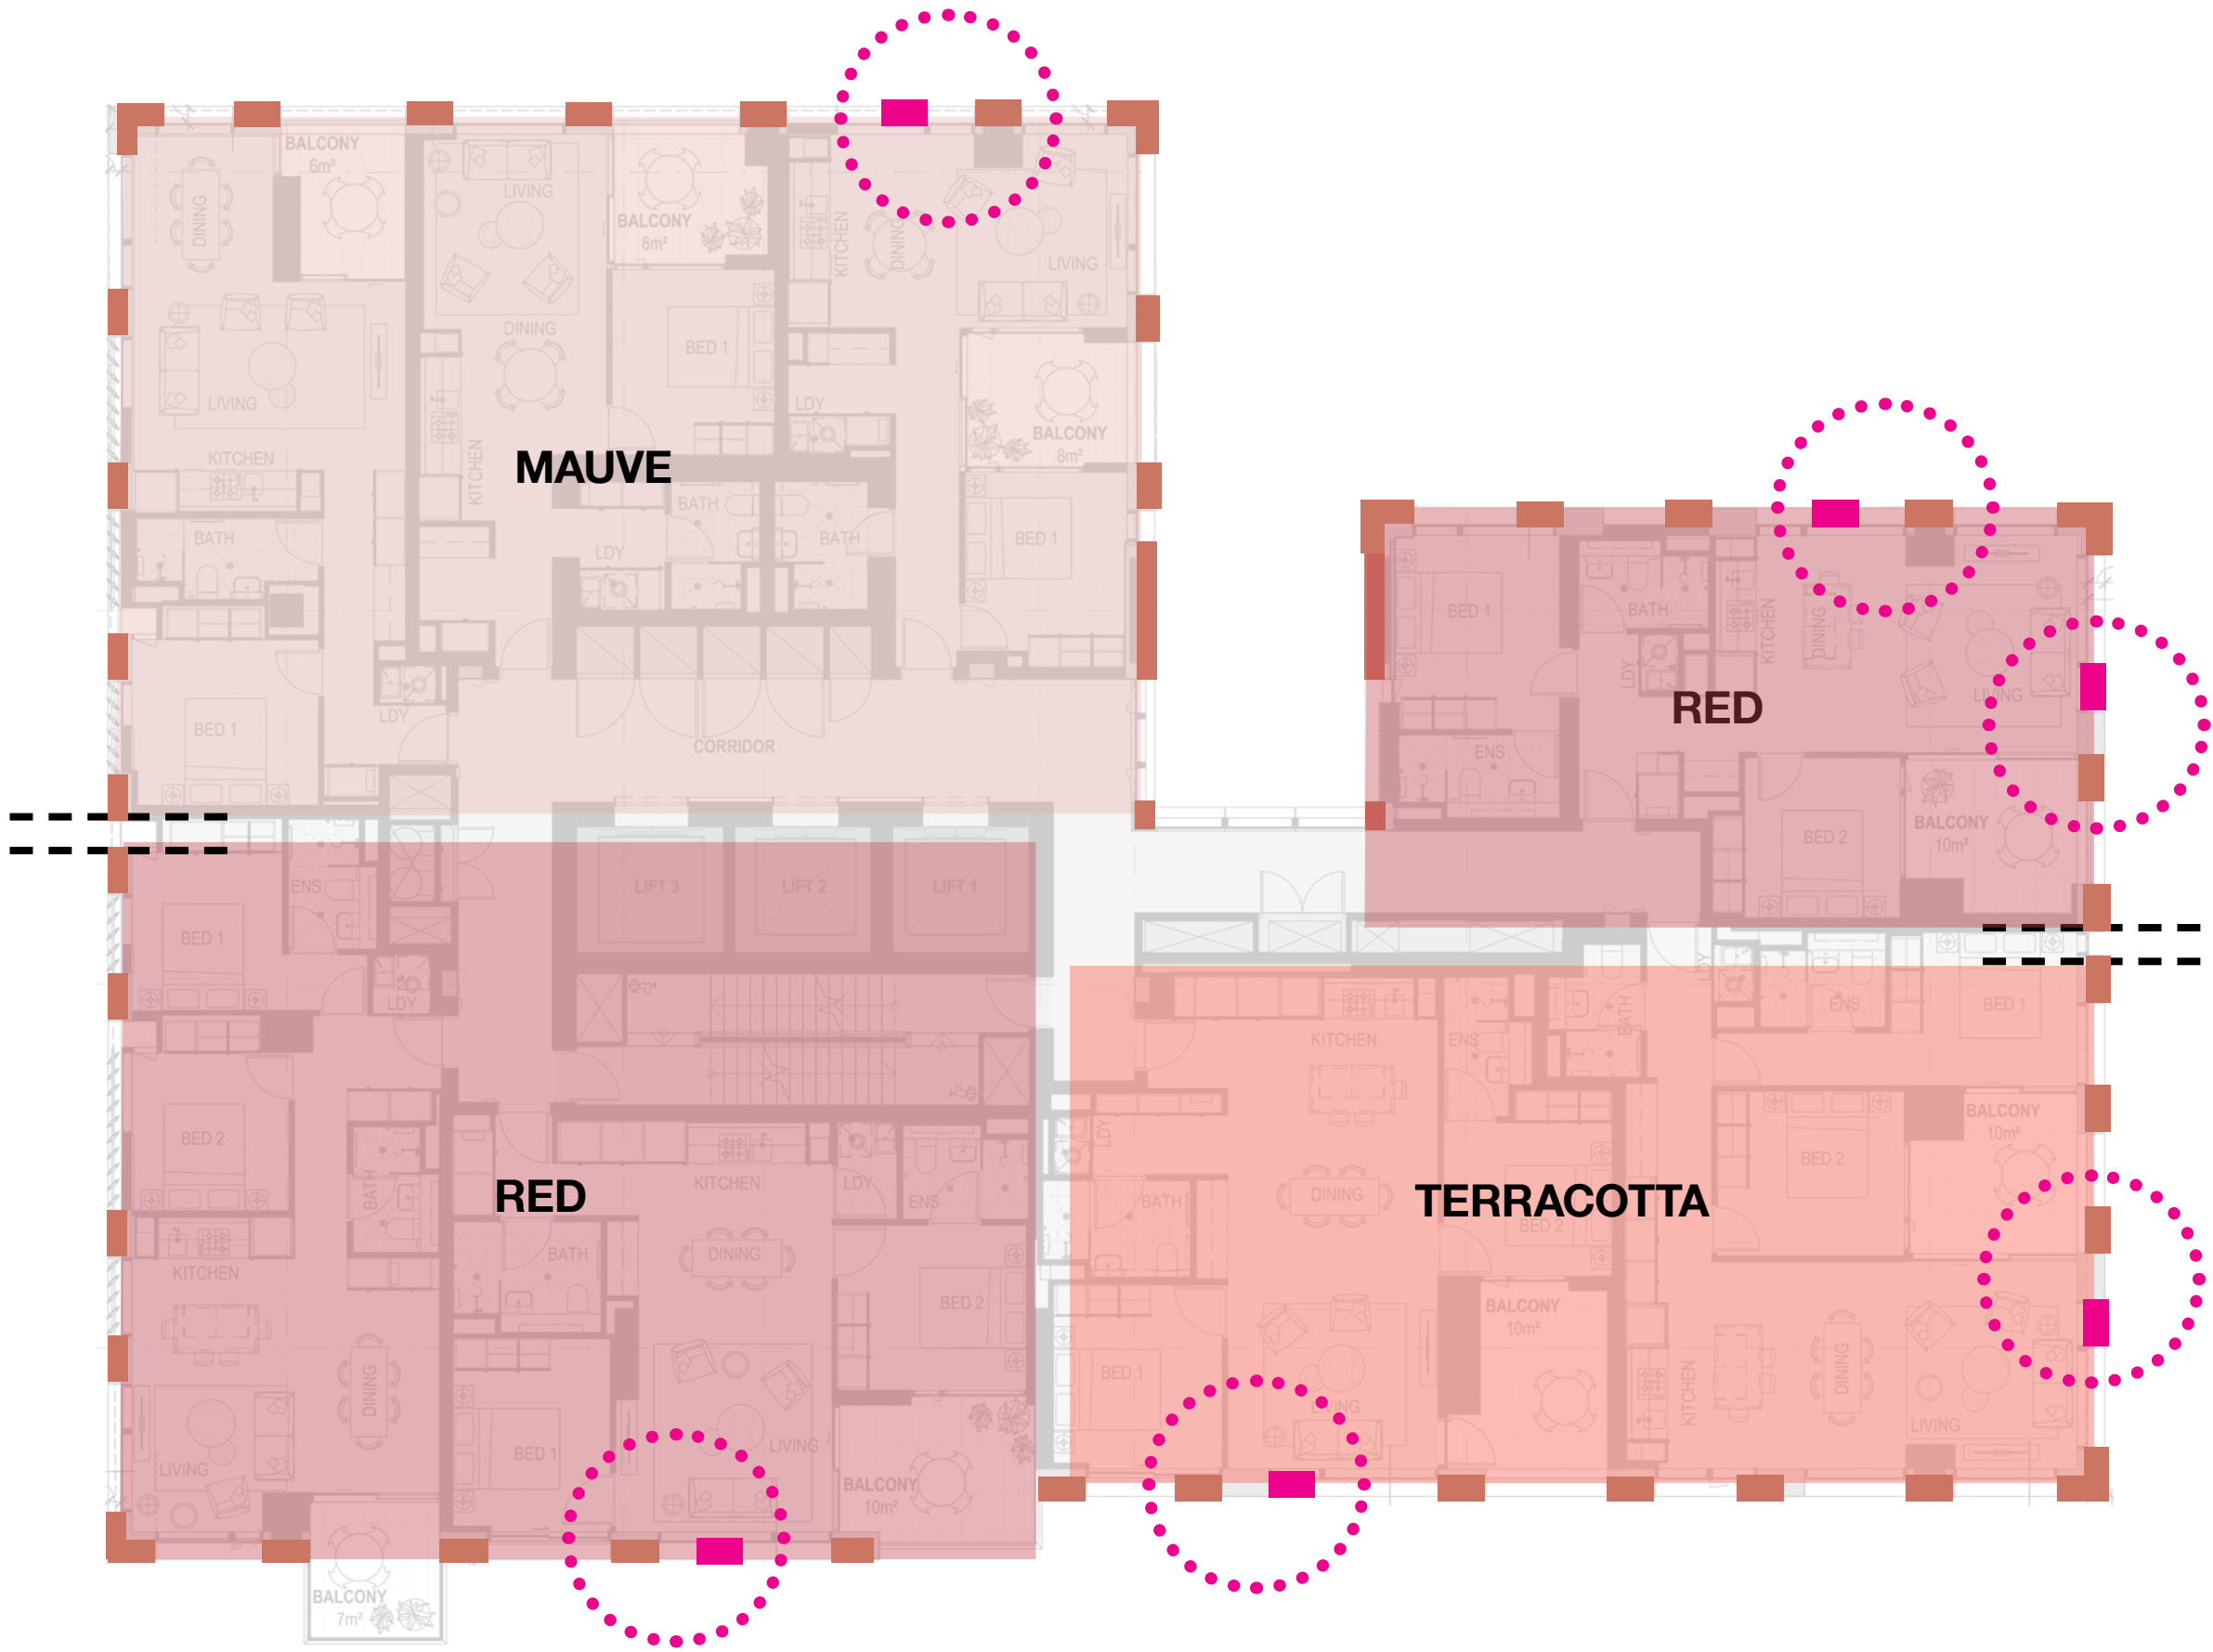 BALCONY
6m²
DINING
LIVING
KITCHEN
BATH
BED 1
LDY
LIVING
DINING
KITCHEN
BALCONY
8m²
BED 1
BATH
LDY
KITCHEN
DINING
LIVING
LDY
BALCONY
8m²
BATH
BED 1
MAUVE
CORRIDOR
LIFT 3
LIFT 2
LIFT 1
BED 1
BATH
LDY
KITCHEN
DINING
LIVING
RED
ENS
BED 2
BALCONY
10m²
ENS
BED 1
LDY
BED 2
BATH
KITCHEN
DINING
LIVING
BALCONY
7m²
RED
KITCHEN
LDY
ENS
BATH
DINING
BED 2
BED 1
LIVING
BALCONY
10m²
KITCHEN
ENS
LDY
BATH
DINING
BED 2
BED 1
LIVING
BALCONY
10m²
TERRACOTTA
LDY
BATH
ENS
BED 1
BED 2
BALCONY
10m²
KITCHEN
DINING
LIVING